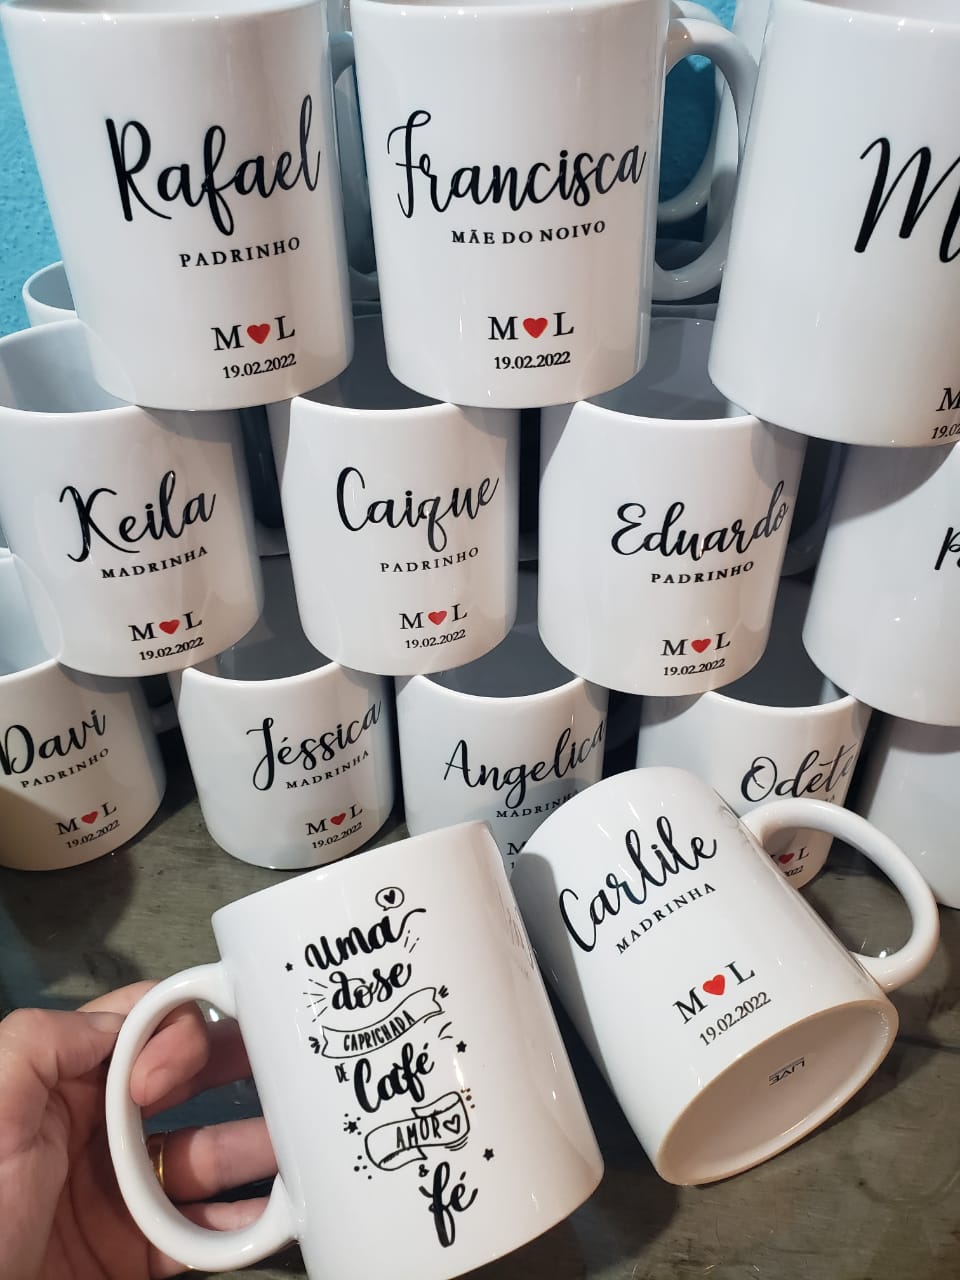 Rafael
PADRINHO
M L
19.02.2022
Francisca
MÃE DO NOIVO
M L
19.02.2022
Keila
MADRINHA
M L
19.02.2022
Caique
PADRINHO
M L
19.02.2022
Eduardo
PADRINHO
M L
19.02.2022
Davi
PADRINHO
M L
19.02.2022
Jéssica
MADRINHA
M L
19.02.2022
Angelica
MADRINHA
M
Odete
L
Carlile
MADRINHA
M L
19.02.2022
LIVE
uma
dose
CAPRICHADA
DE
Café
AMOR
&
fé